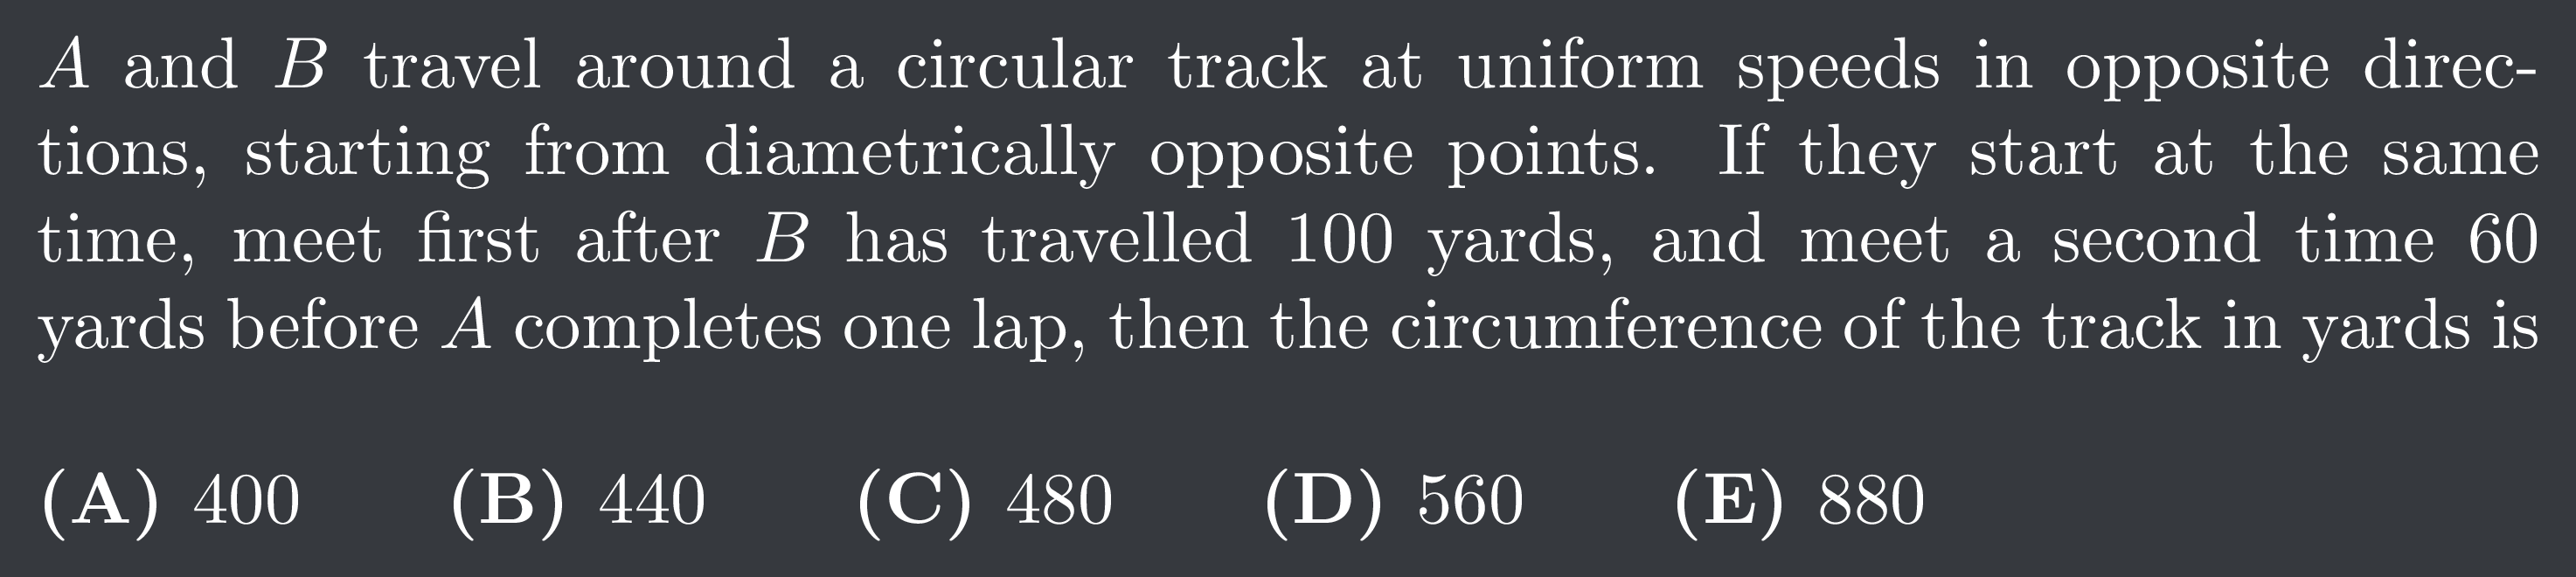 A and B travel around a circular track at uniform speeds in opposite direc-
tions, starting from diametrically opposite points. If they start at the same
time, meet first after B has travelled 100 yards, and meet a second time 60
yards before A completes one lap, then the circumference of the track in yards is
(A) 400 (B) 440 (C) 480 (D) 560 (E) 880